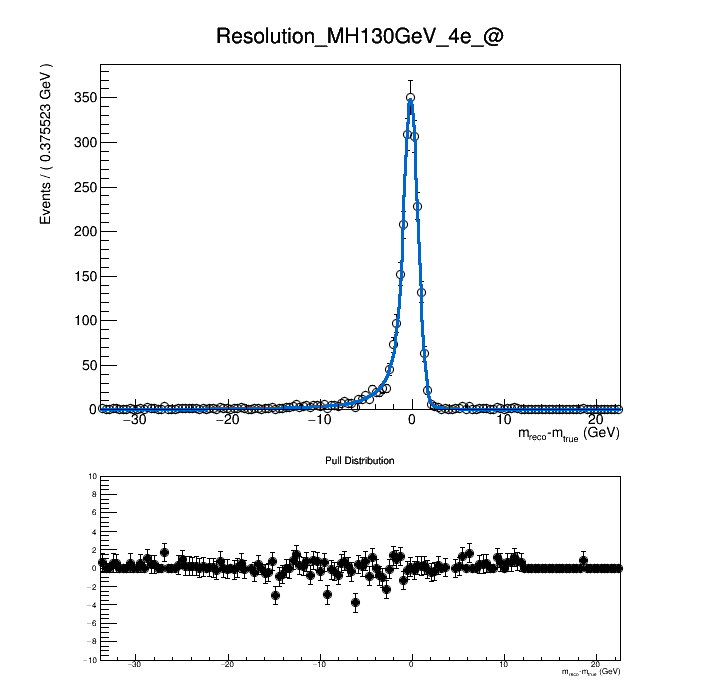 Resolution_MH130GeV_4e_@
Events / ( 0.375523 GeV )
350
300
250
200
150
100
50
0
−30 −20 −10 0 10 20
m_reco-m_true (GeV)
Pull Distribution
10
8
6
4
2
0
−2
−4
−6
−8
−10
−30 −20 −10 0 10 20
m_reco-m_true (GeV)